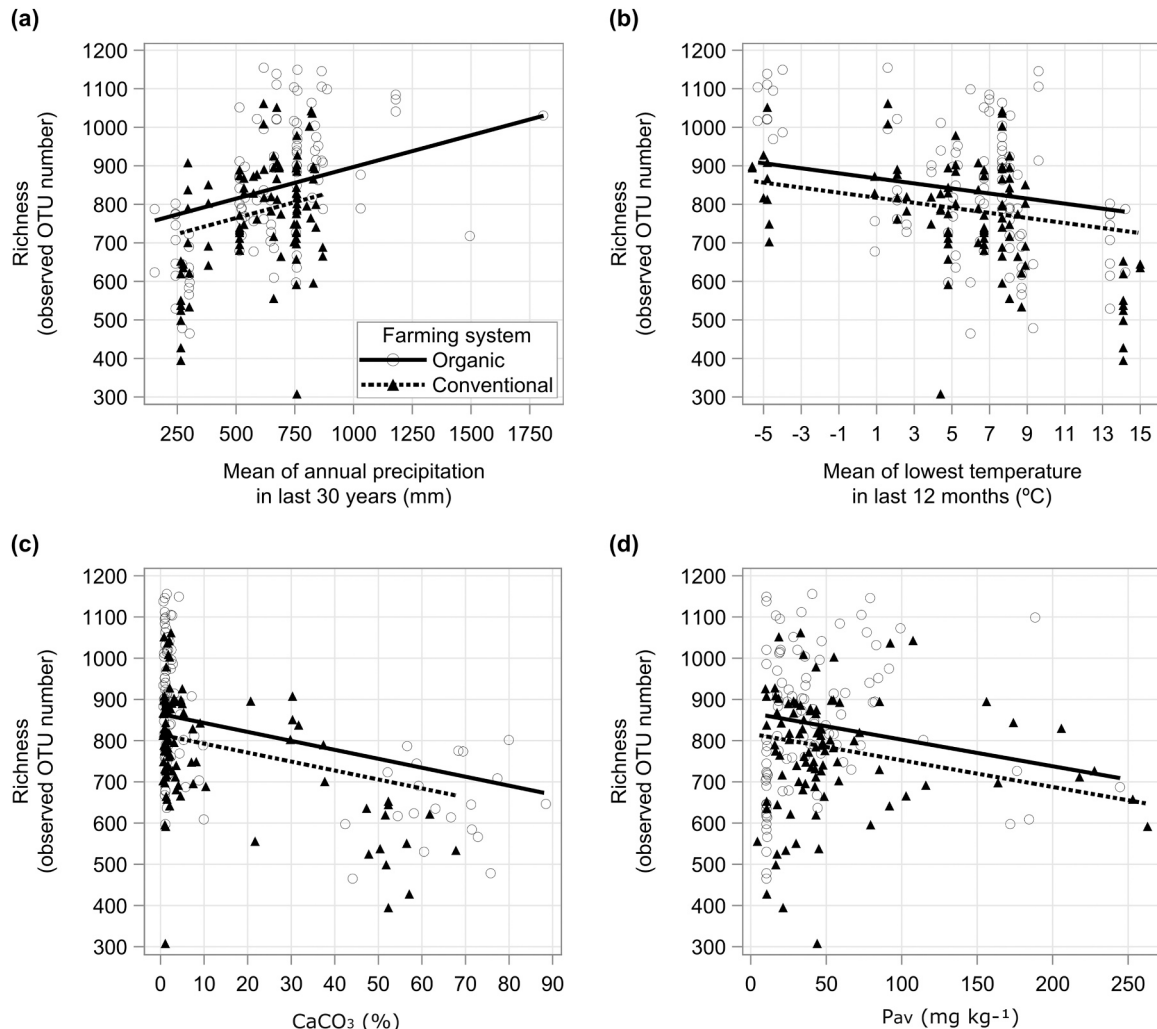 (a)
1200
1100
1000
900
800
700
600
500
400
300
Richness
(observed OTU number)
Farming system
Organic
Conventional
250 500 750 1000 1250 1500 1750
Mean of annual precipitation
in last 30 years (mm)
(b)
1200
1100
1000
900
800
700
600
500
400
300
Richness
(observed OTU number)
-5 -3 -1 1 3 5 7 9 11 13 15
Mean of lowest temperature
in last 12 months (ºC)
(c)
1200
1100
1000
900
800
700
600
500
400
300
Richness
(observed OTU number)
0 10 20 30 40 50 60 70 80 90
CaCO₃ (%)
(d)
1200
1100
1000
900
800
700
600
500
400
300
Richness
(observed OTU number)
0 50 100 150 200 250
Pav (mg kg-¹)